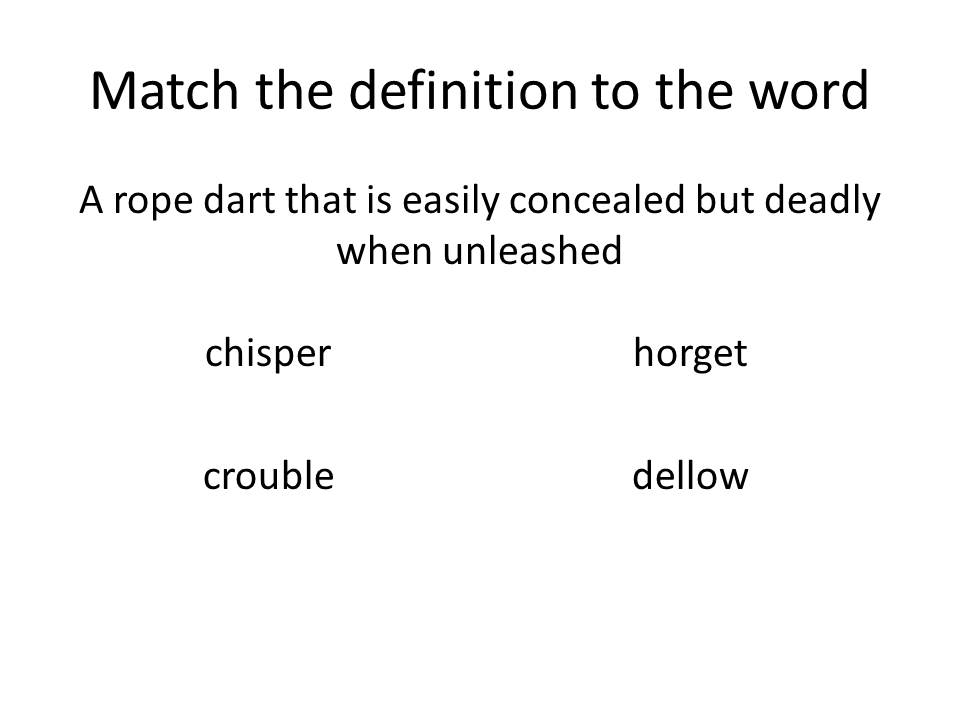 Match the definition to the word
A rope dart that is easily concealed but deadly
when unleashed
chisper horget
crouble dellow